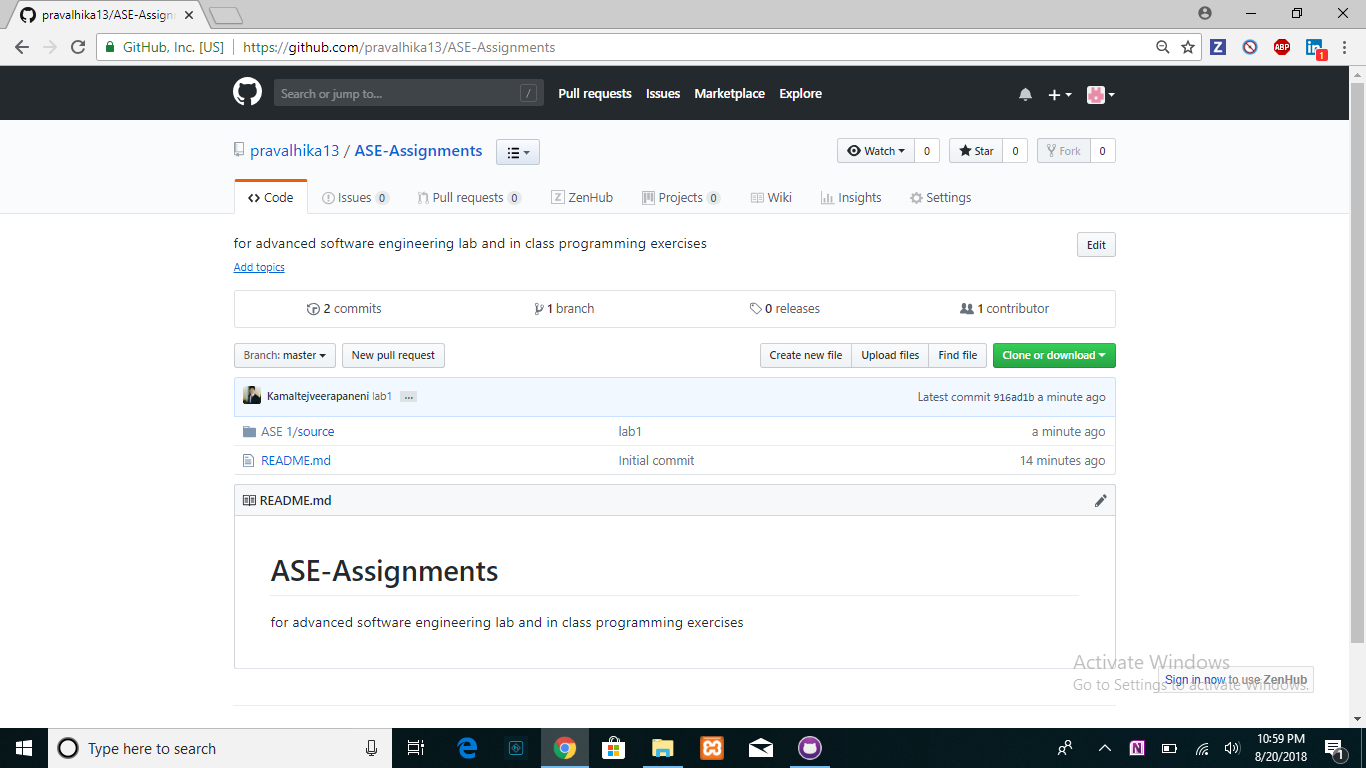 pravalhika13/ASE-Assign
GitHub, Inc. [US] https://github.com/pravalhika13/ASE-Assignments
Z ABP in 1
Search or jump to... / Pull requests Issues Marketplace Explore
pravalhika13 / ASE-Assignments Watch 0 Star 0 Fork 0
Code Issues 0 Pull requests 0 Z ZenHub Projects 0 Wiki Insights Settings
for advanced software engineering lab and in class programming exercises Edit
Add topics
2 commits 1 branch 0 releases 1 contributor
Branch: master New pull request Create new file Upload files Find file Clone or download
Kamaltejveerapaneni lab1 ... Latest commit 916ad1b a minute ago
ASE 1/source lab1 a minute ago
README.md Initial commit 14 minutes ago
README.md
ASE-Assignments
for advanced software engineering lab and in class programming exercises
Activate Windows
Sign in now to use ZenHub
Go to Settings to activate Windows.
Type here to search N 10:59 PM
8/20/2018 1